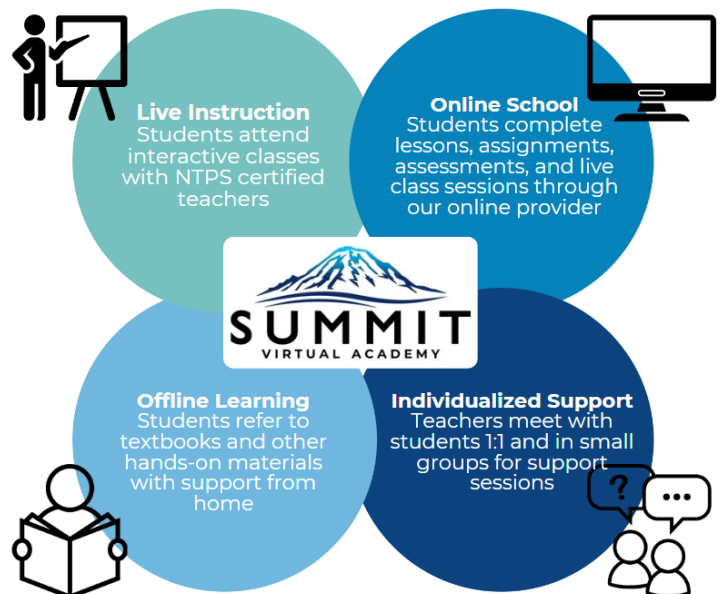 Live Instruction
Students attend
interactive classes
with NTPS certified
teachers
Online School
Students complete
lessons, assignments,
assessments, and live
class sessions through
our online provider
SUMMIT
VIRTUAL ACADEMY
Offline Learning
Students refer to
textbooks and other
hands-on materials
with support from
home
Individualized Support
Teachers meet with
students 1:1 and in small
groups for support
sessions
?
...